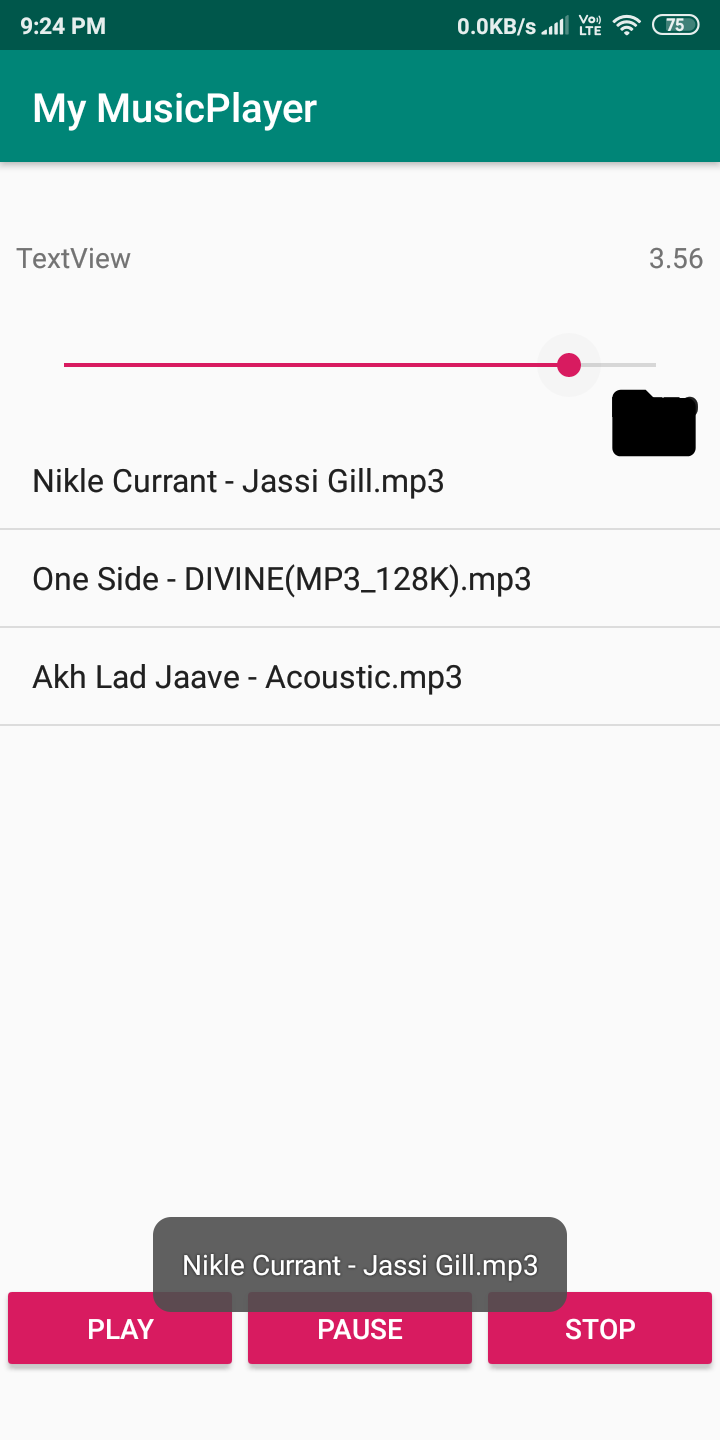 9:24 PM 0.0KB/s Vo) LTE 75
My MusicPlayer
TextView 3.56
Nikle Currant - Jassi Gill.mp3
One Side - DIVINE(MP3_128K).mp3
Akh Lad Jaave - Acoustic.mp3
Nikle Currant - Jassi Gill.mp3
PLAY PAUSE STOP